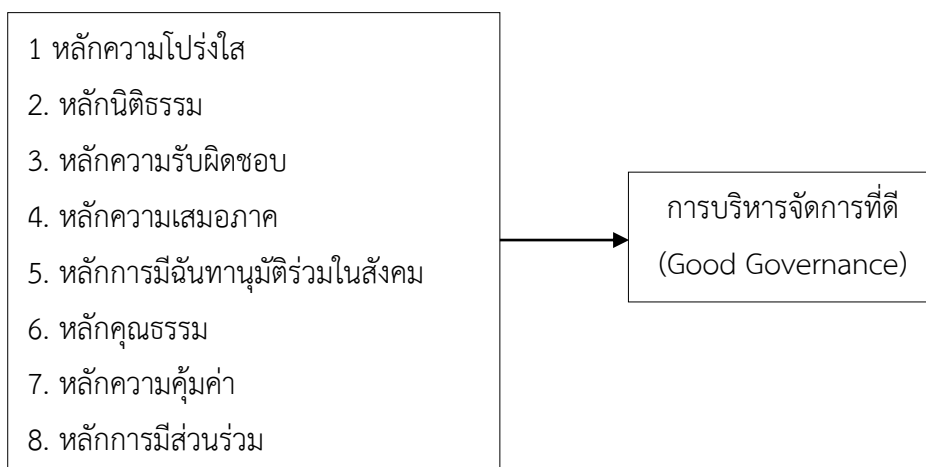 1 หลักความโปร่งใส
2. หลักนิติธรรม
3. หลักความรับผิดชอบ
4. หลักความเสมอภาค
5. หลักการมีฉันทานุมัติร่วมในสังคม
6. หลักคุณธรรม
7. หลักความคุ้มค่า
8. หลักการมีส่วนร่วม
การบริหารจัดการที่ดี
(Good Governance)